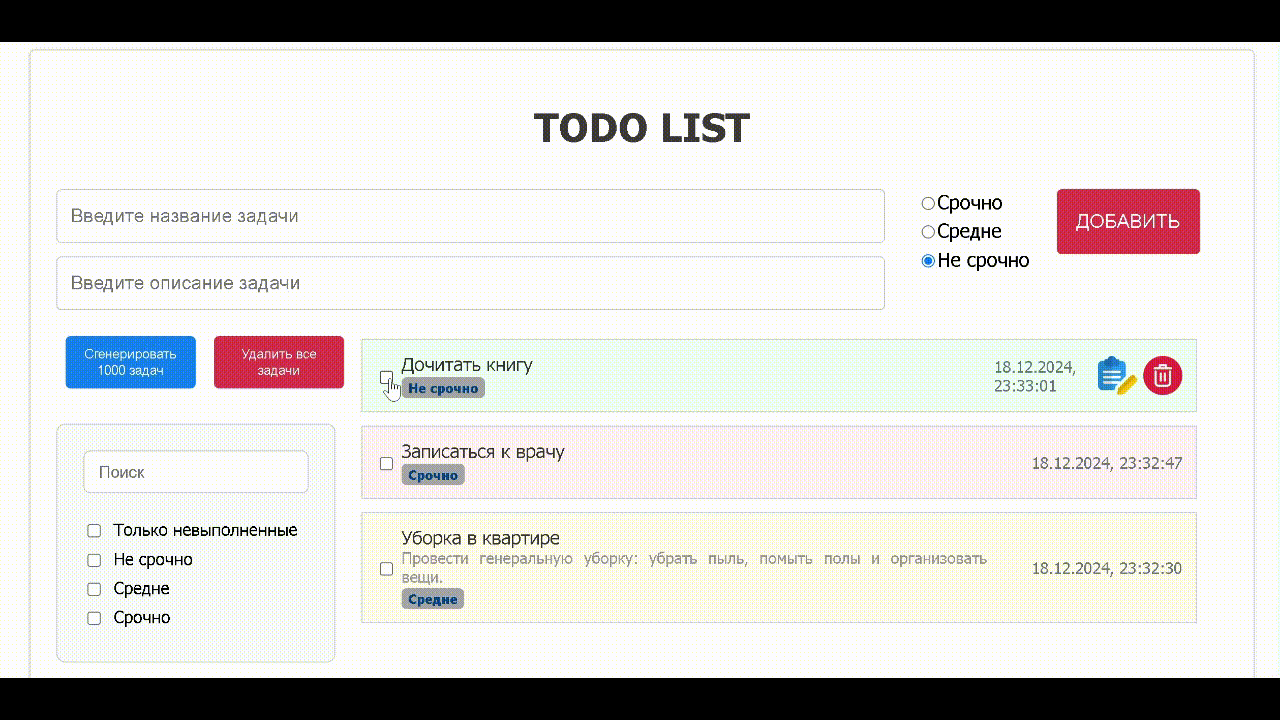 TODO LIST
Введите название задачи
Введите описание задачи
Срочно
Средне
Не срочно
ДОБАВИТЬ
Сгенерировать
1000 задач
Удалить все
задачи
Поиск
Только невыполненные
Не срочно
Средне
Срочно
Дочитать книгу
Не срочно
18.12.2024,
23:33:01
Записаться к врачу
Срочно
18.12.2024, 23:32:47
Уборка в квартире
Провести генеральную уборку: убрать пыль, помыть полы и организовать
вещи.
Средне
18.12.2024, 23:32:30